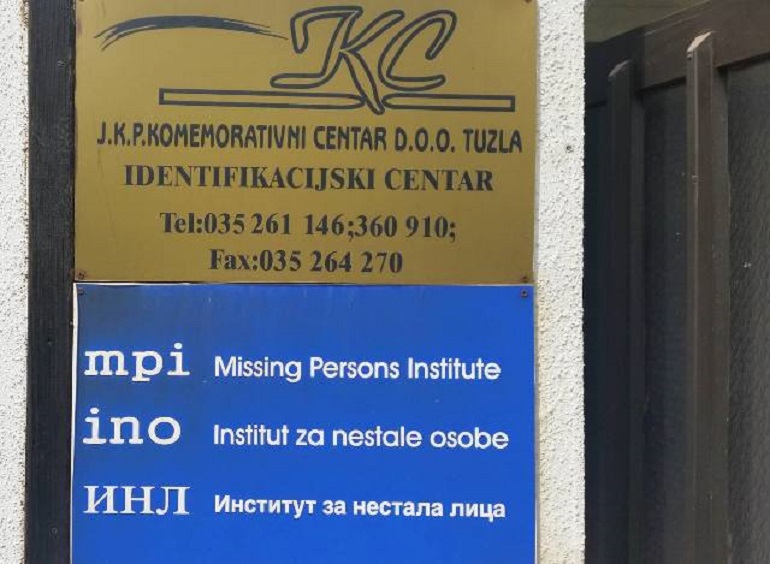 KC
J.K.P.KOMEMORATIVNI CENTAR D.O.O. TUZLA
IDENTIFIKACIJSKI CENTAR
Tel:035 261 146;360 910;
Fax:035 264 270
mpi Missing Persons Institute
ino Institut za nestale osobe
ИНЛ Институт за нестала лица